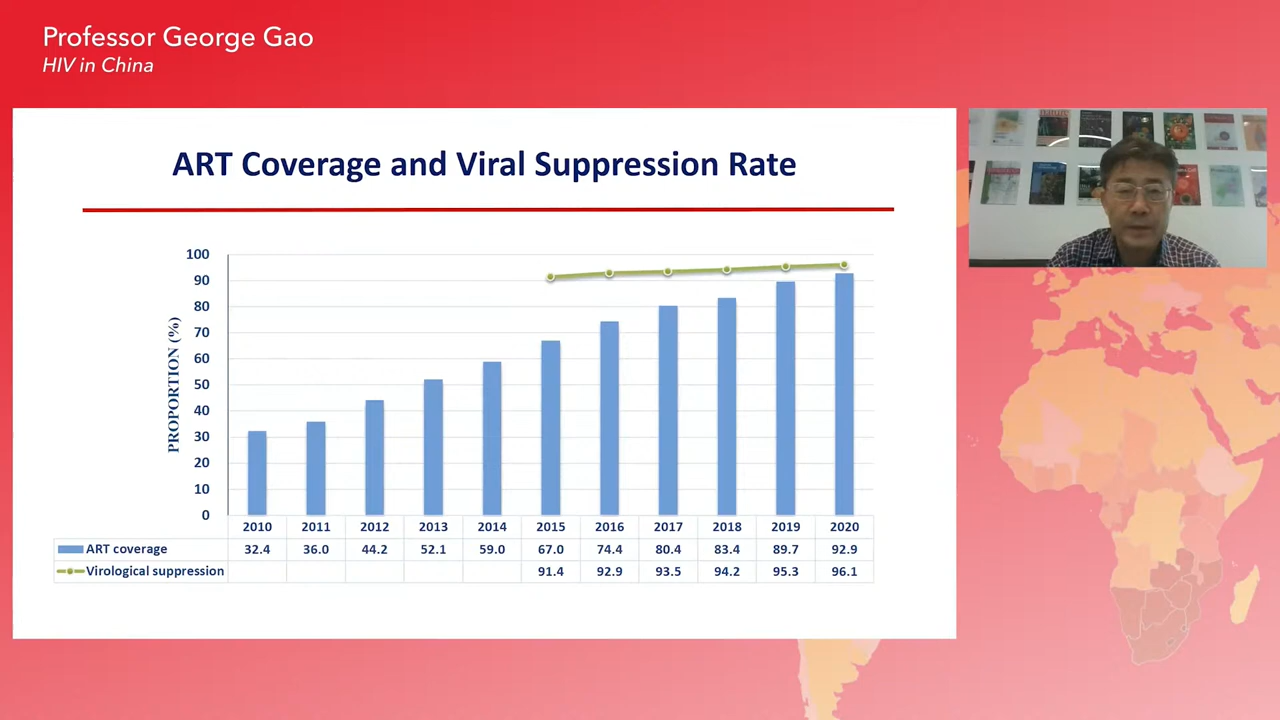 Professor George Gao
HIV in China
ART Coverage and Viral Suppression Rate
PROPORTION (%)
100
90
80
70
60
50
40
30
20
10
0
2010 2011 2012 2013 2014 2015 2016 2017 2018 2019 2020
ART coverage 32.4 36.0 44.2 52.1 59.0 67.0 74.4 80.4 83.4 89.7 92.9
Virological suppression 91.4 92.9 93.5 94.2 95.3 96.1